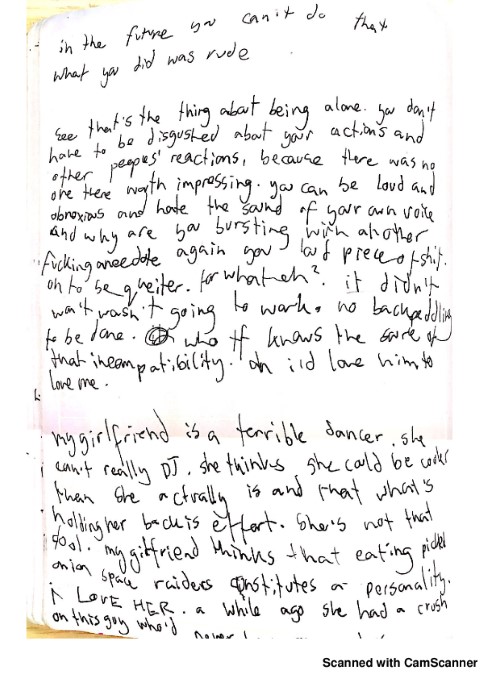 in the future you can't do that
what you did was rude
see that's the thing about being alone. you don't
have to be disgusted about your actions and
other peoples' reactions, because there was no
one there worth impressing. you can be loud and
obnoxious and hate the sound of your own voice
and why are you bursting with another
fucking anecdote again you loud piece of shit.
oh to be quieter. for what eh? it didn't
wasn't going to work. no backpeddling
to be done. who tf knows the of
that incompatibility. oh i'd love him to
love me.
my girlfriend is a terrible dancer. she
can't really DJ. she thinks she could be cooler
than she actually is and that what's
holding her back is effort. she's not that
cool. my girlfriend thinks that eating pickled
onion space raiders constitutes a personality.
i LOVE HER. a while ago she had a crush
on this guy who'd never
Scanned with CamScanner